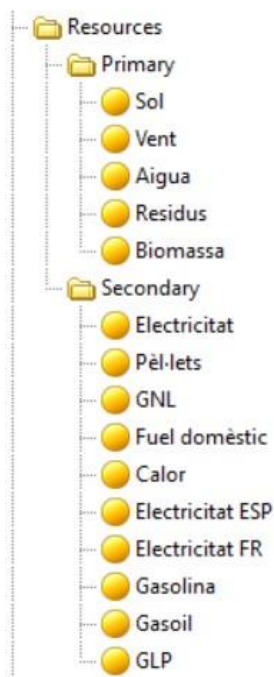 Resources
Primary
Sol
Vent
Aigua
Residus
Biomassa
Secondary
Electricitat
Pèl·lets
GNL
Fuel domèstic
Calor
Electricitat ESP
Electricitat FR
Gasolina
Gasoil
GLP